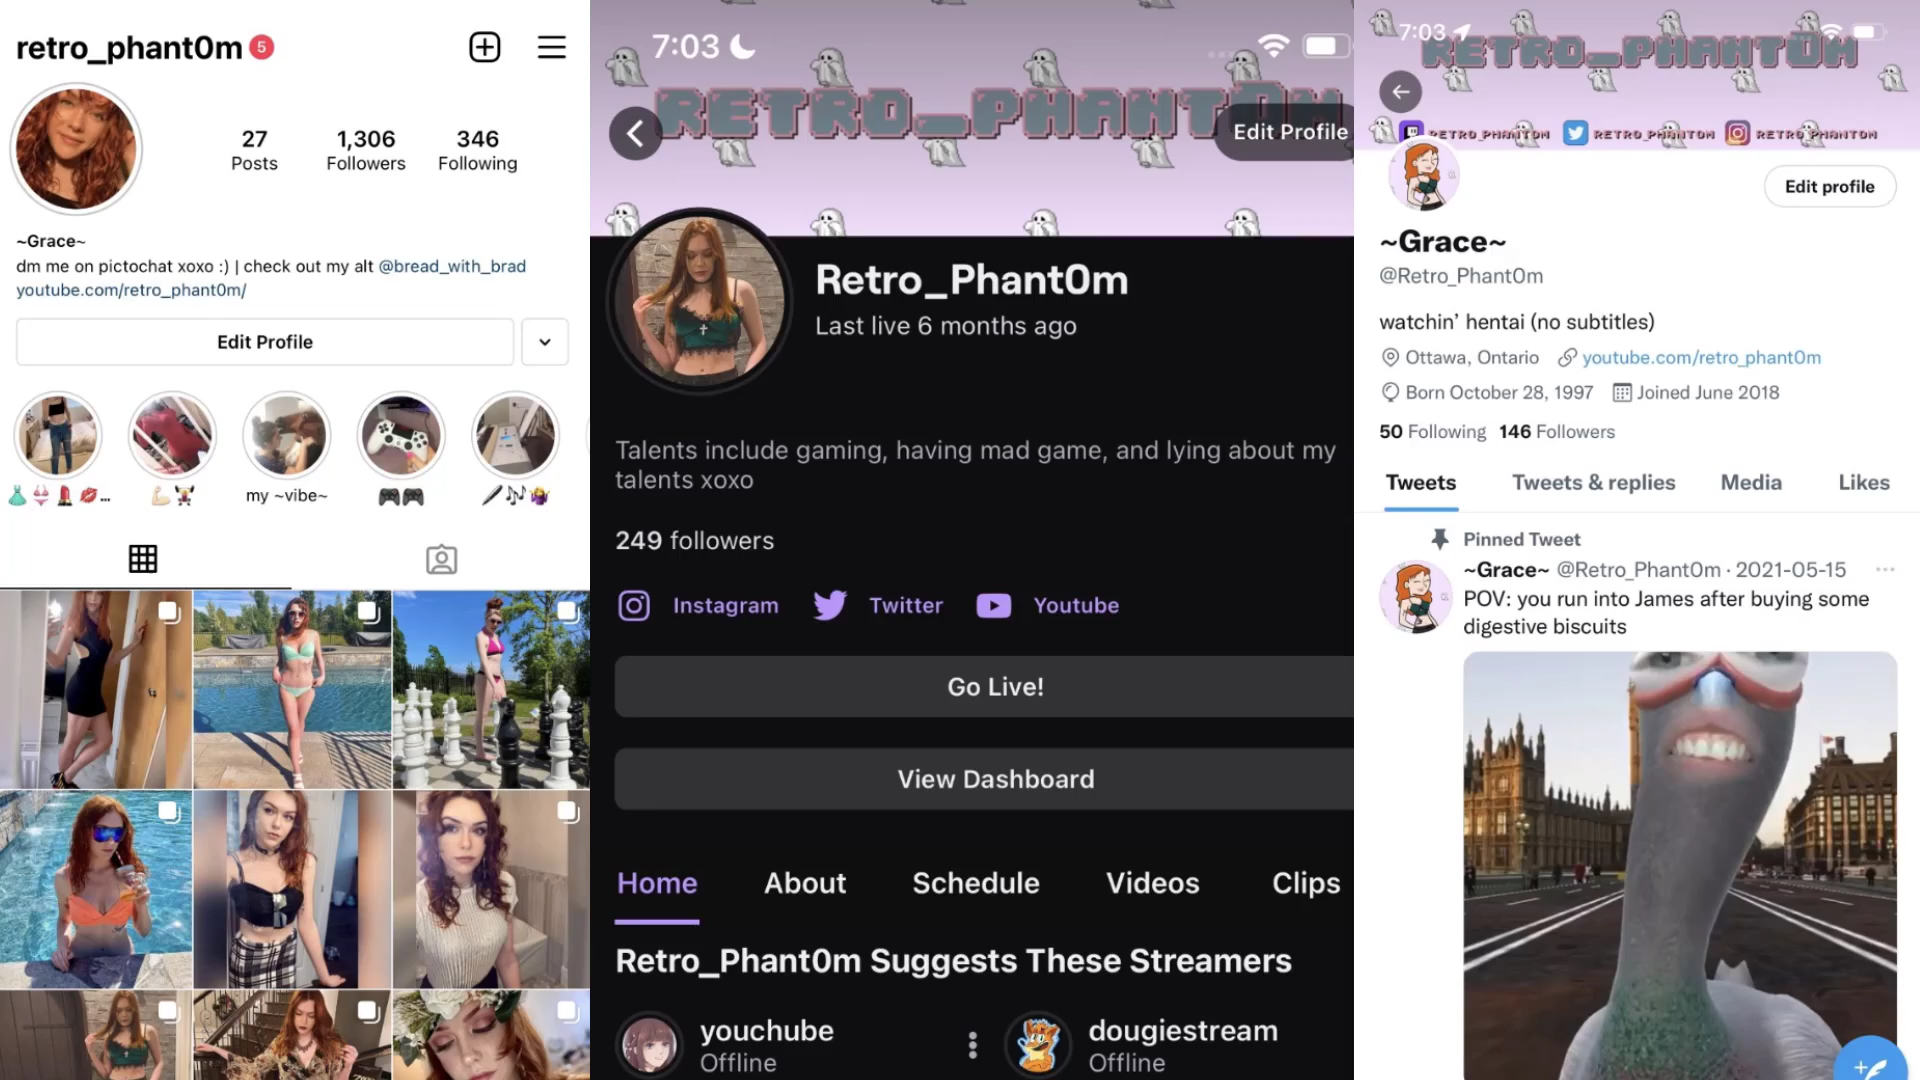 retro_phant0m 5
27 1,306 346
Posts Followers Following
~Grace~
dm me on pictochat xoxo :) | check out my alt @bread_with_brad
youtube.com/retro_phant0m/
Edit Profile
my ~vibe~
7:03
RETRO_PHANT0M
Edit Profile
Retro_Phant0m
Last live 6 months ago
Talents include gaming, having mad game, and lying about my
talents xoxo
249 followers
Instagram Twitter Youtube
Go Live!
View Dashboard
Home About Schedule Videos Clips
Retro_Phant0m Suggests These Streamers
youchube dougiestream
Offline Offline
7:03
RETRO_PHANT0M
RETRO_PHANT0M RETRO_PHANT0M RETRO_PHANT0M
Edit profile
~Grace~
@Retro_Phant0m
watchin’ hentai (no subtitles)
Ottawa, Ontario youtube.com/retro_phant0m
Born October 28, 1997 Joined June 2018
50 Following 146 Followers
Tweets Tweets & replies Media Likes
Pinned Tweet
~Grace~ @Retro_Phant0m · 2021-05-15
POV: you run into James after buying some
digestive biscuits